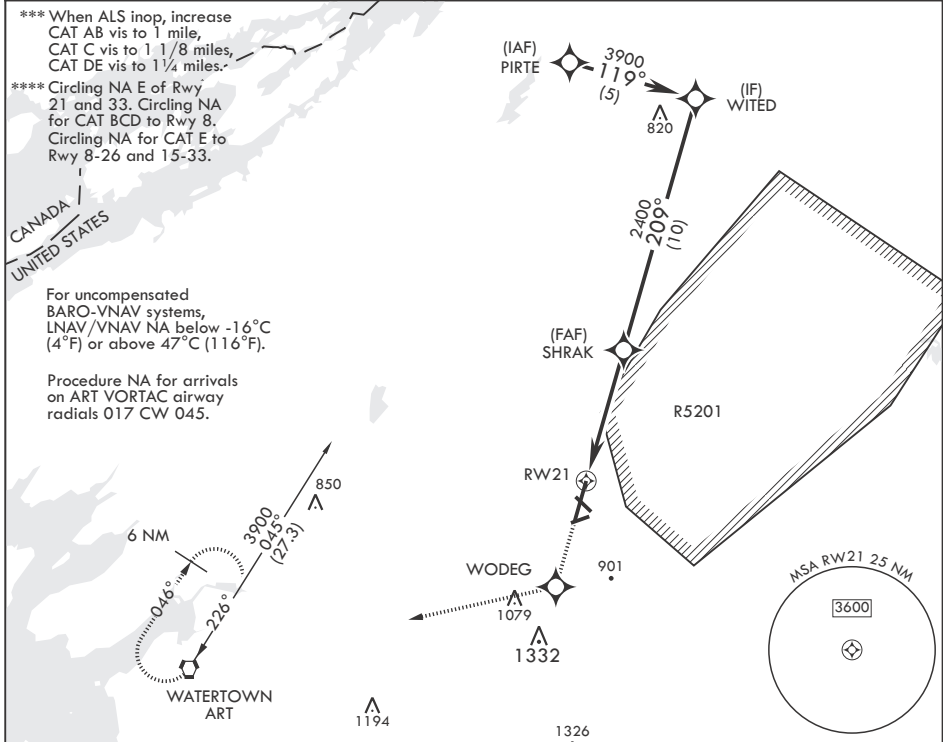 *** When ALS inop, increase
CAT AB vis to 1 mile,
CAT C vis to 1 1/8 miles,
CAT DE vis to 1¼ miles.
**** Circling NA E of Rwy
21 and 33. Circling NA
for CAT BCD to Rwy 8.
Circling NA for CAT E to
Rwy 8-26 and 15-33.
(IAF)
PIRTE
3900
119°
(5)
(IF)
WITED
820
CANADA
UNITED STATES
2400
209°
(10)
For uncompensated
BARO-VNAV systems,
LNAV/VNAV NA below -16°C
(4°F) or above 47°C (116°F).
(FAF)
SHRAK
Procedure NA for arrivals
on ART VORTAC airway
radials 017 CW 045.
R5201
RW21
850
3900
045°
(27.3)
6 NM
046°
226°
WODEG
901
1079
1332
MSA RW21 25 NM
3600
WATERTOWN
ART
1194
1326